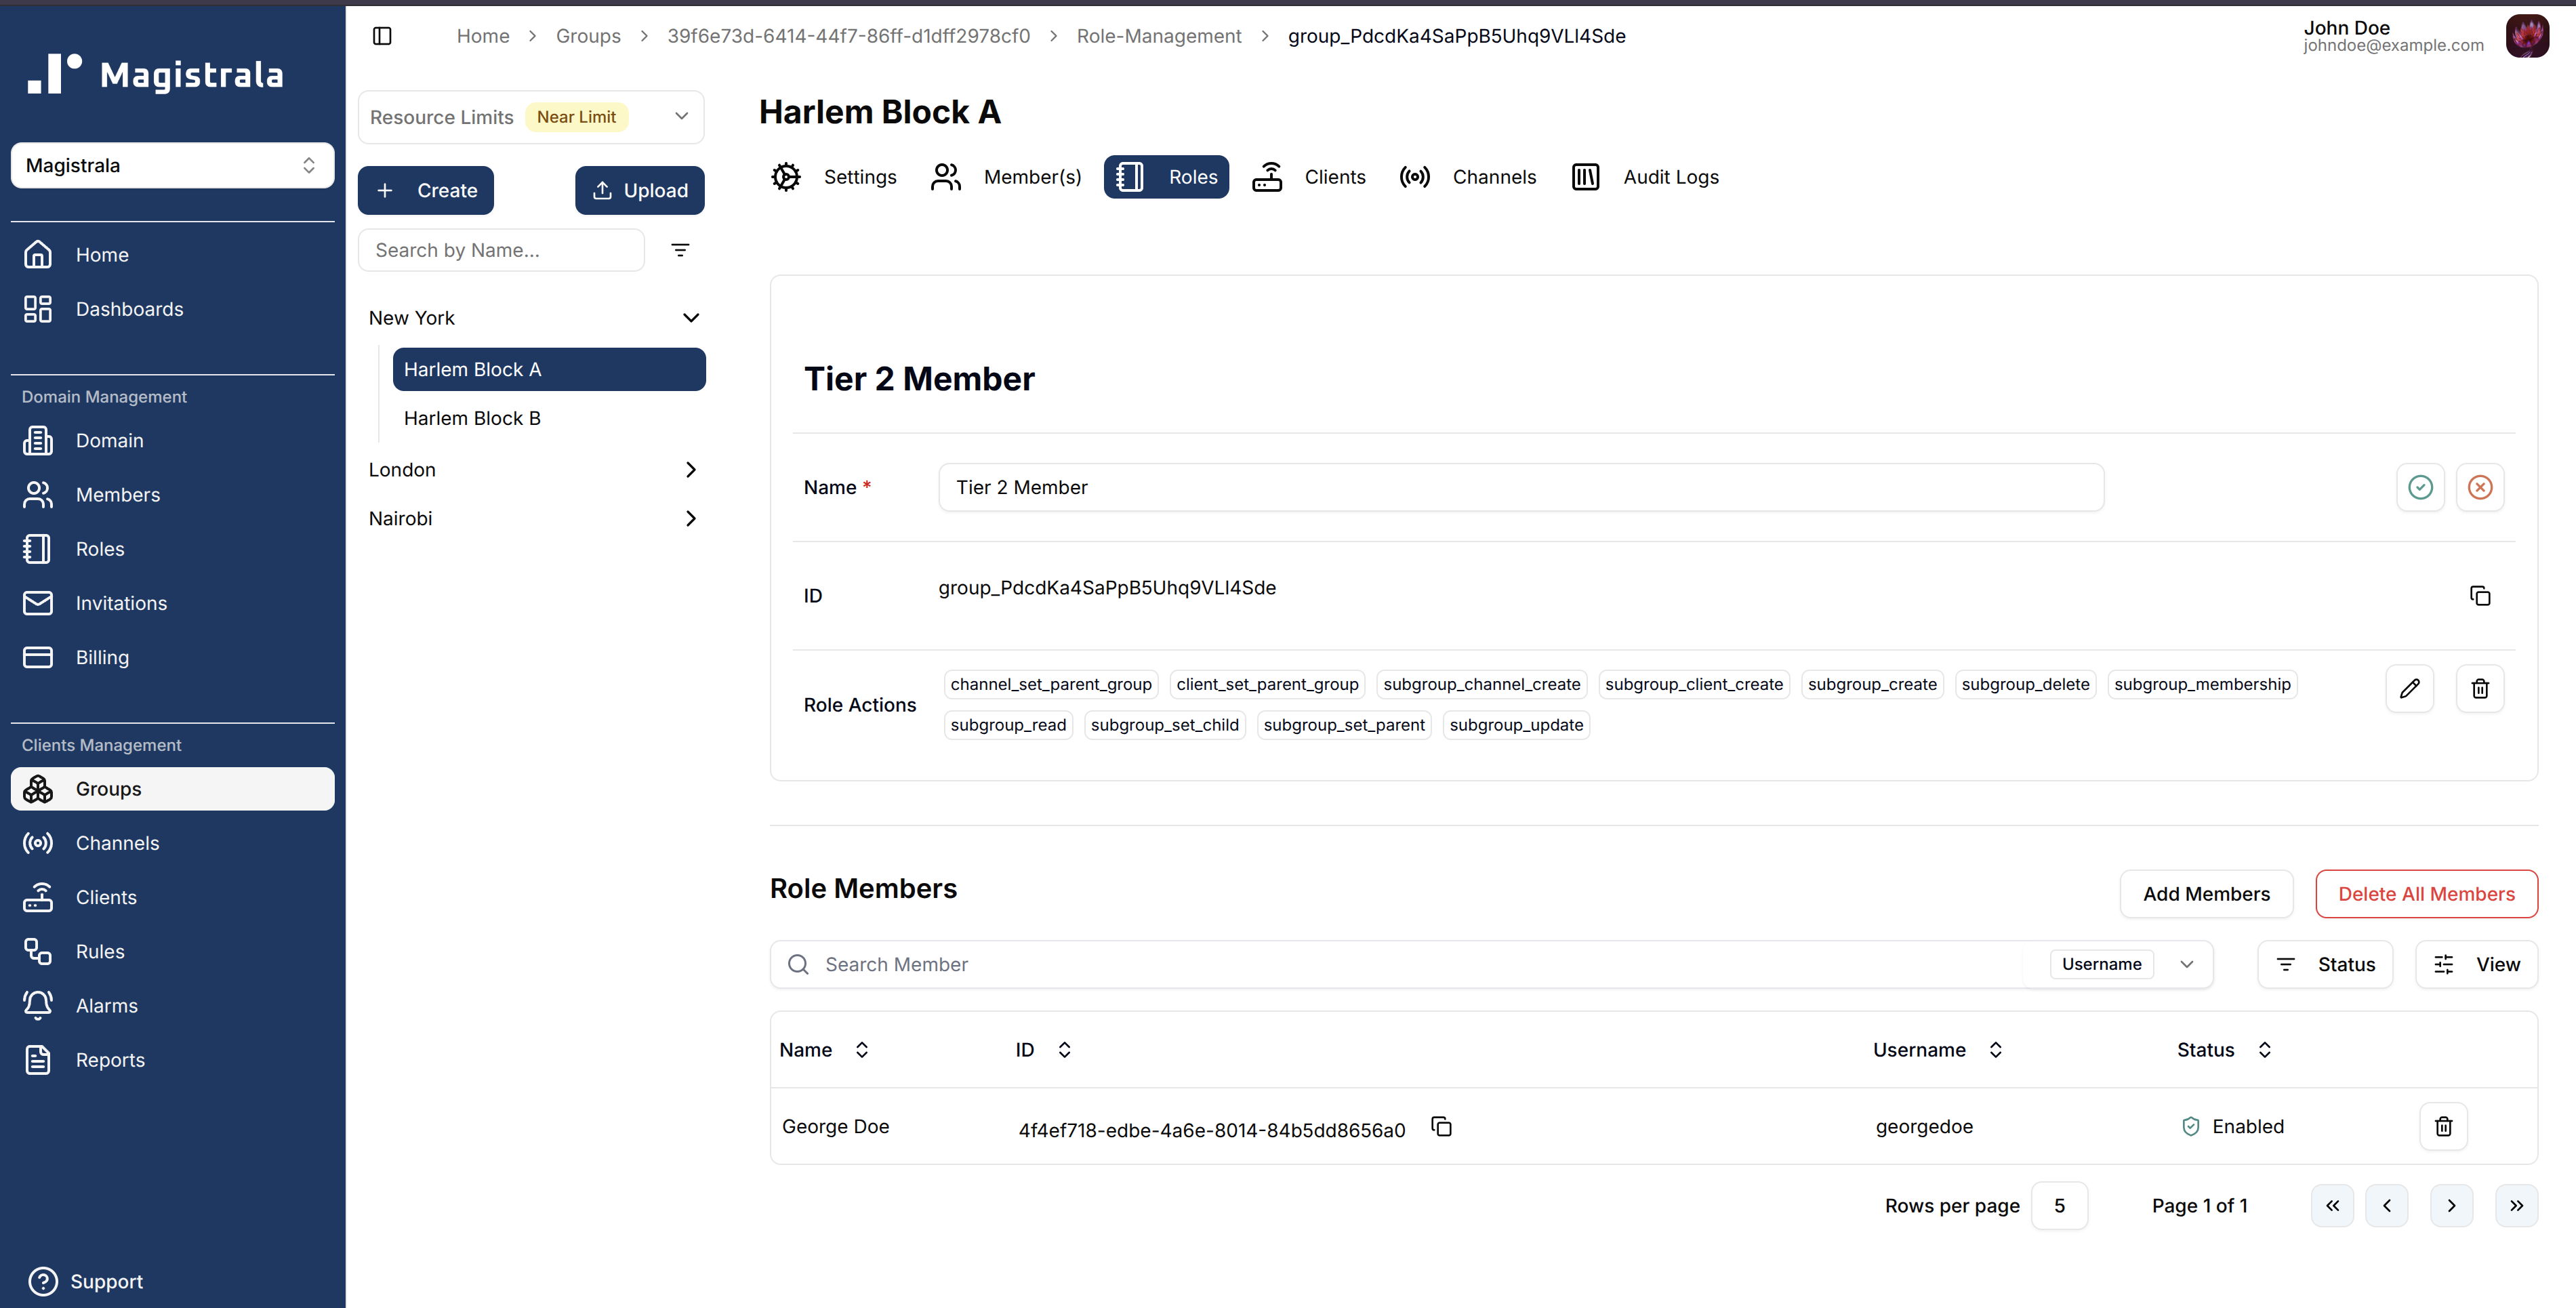 Magistrala
Magistrala
Home
Dashboards
Domain Management
Domain
Members
Roles
Invitations
Billing
Clients Management
Groups
Channels
Clients
Rules
Alarms
Reports
Support
Home > Groups > 39f6e73d-6414-44f7-86ff-d1dff2978cf0 > Role-Management > group_PdcdKa4SaPpB5Uhq9VLl4Sde
John Doe
johndoe@example.com
Resource Limits Near Limit
Create Upload
Search by Name...
New York
Harlem Block A
Harlem Block B
London
Nairobi
Harlem Block A
Settings Member(s) Roles Clients Channels Audit Logs
Tier 2 Member
Name * Tier 2 Member
ID group_PdcdKa4SaPpB5Uhq9VLl4Sde
Role Actions
channel_set_parent_group client_set_parent_group subgroup_channel_create subgroup_client_create subgroup_create subgroup_delete subgroup_membership
subgroup_read subgroup_set_child subgroup_set_parent subgroup_update
Role Members
Add Members Delete All Members
Search Member Username Status View
Name ID Username Status
George Doe 4f4ef718-edbe-4a6e-8014-84b5dd8656a0 georgedoe Enabled
Rows per page 5 Page 1 of 1